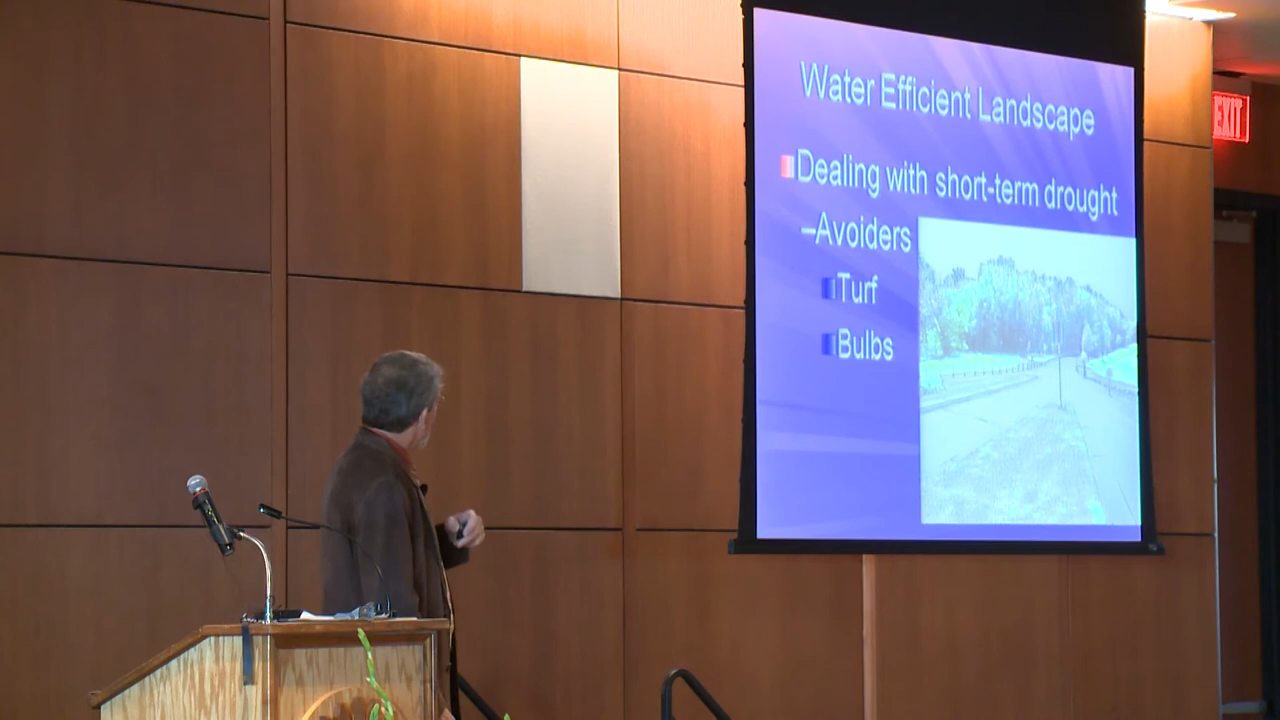 Water Efficient Landscape
Dealing with short-term drought
–Avoiders
Turf
Bulbs
EXIT